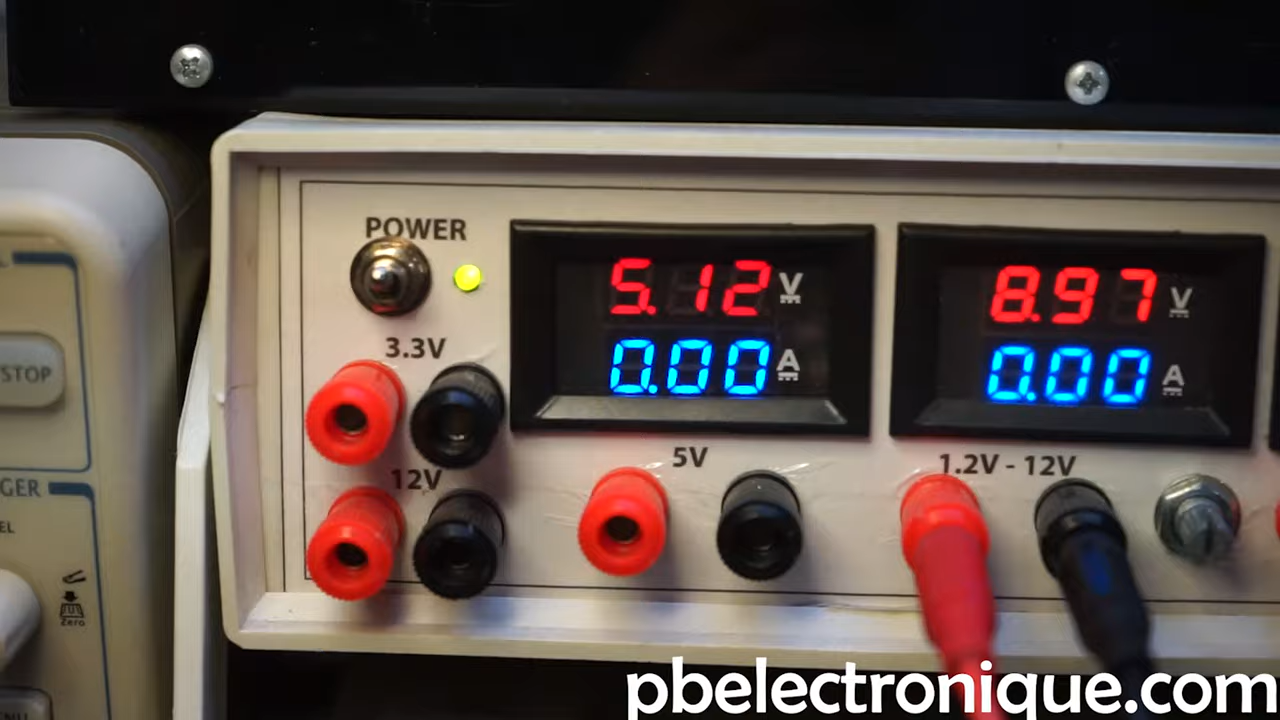 POWER
3.3V
12V
5.12 V
0.00 A
5V
8.97 V
0.00 A
1.2V - 12V
STOP
Zero
pbelectronique.com